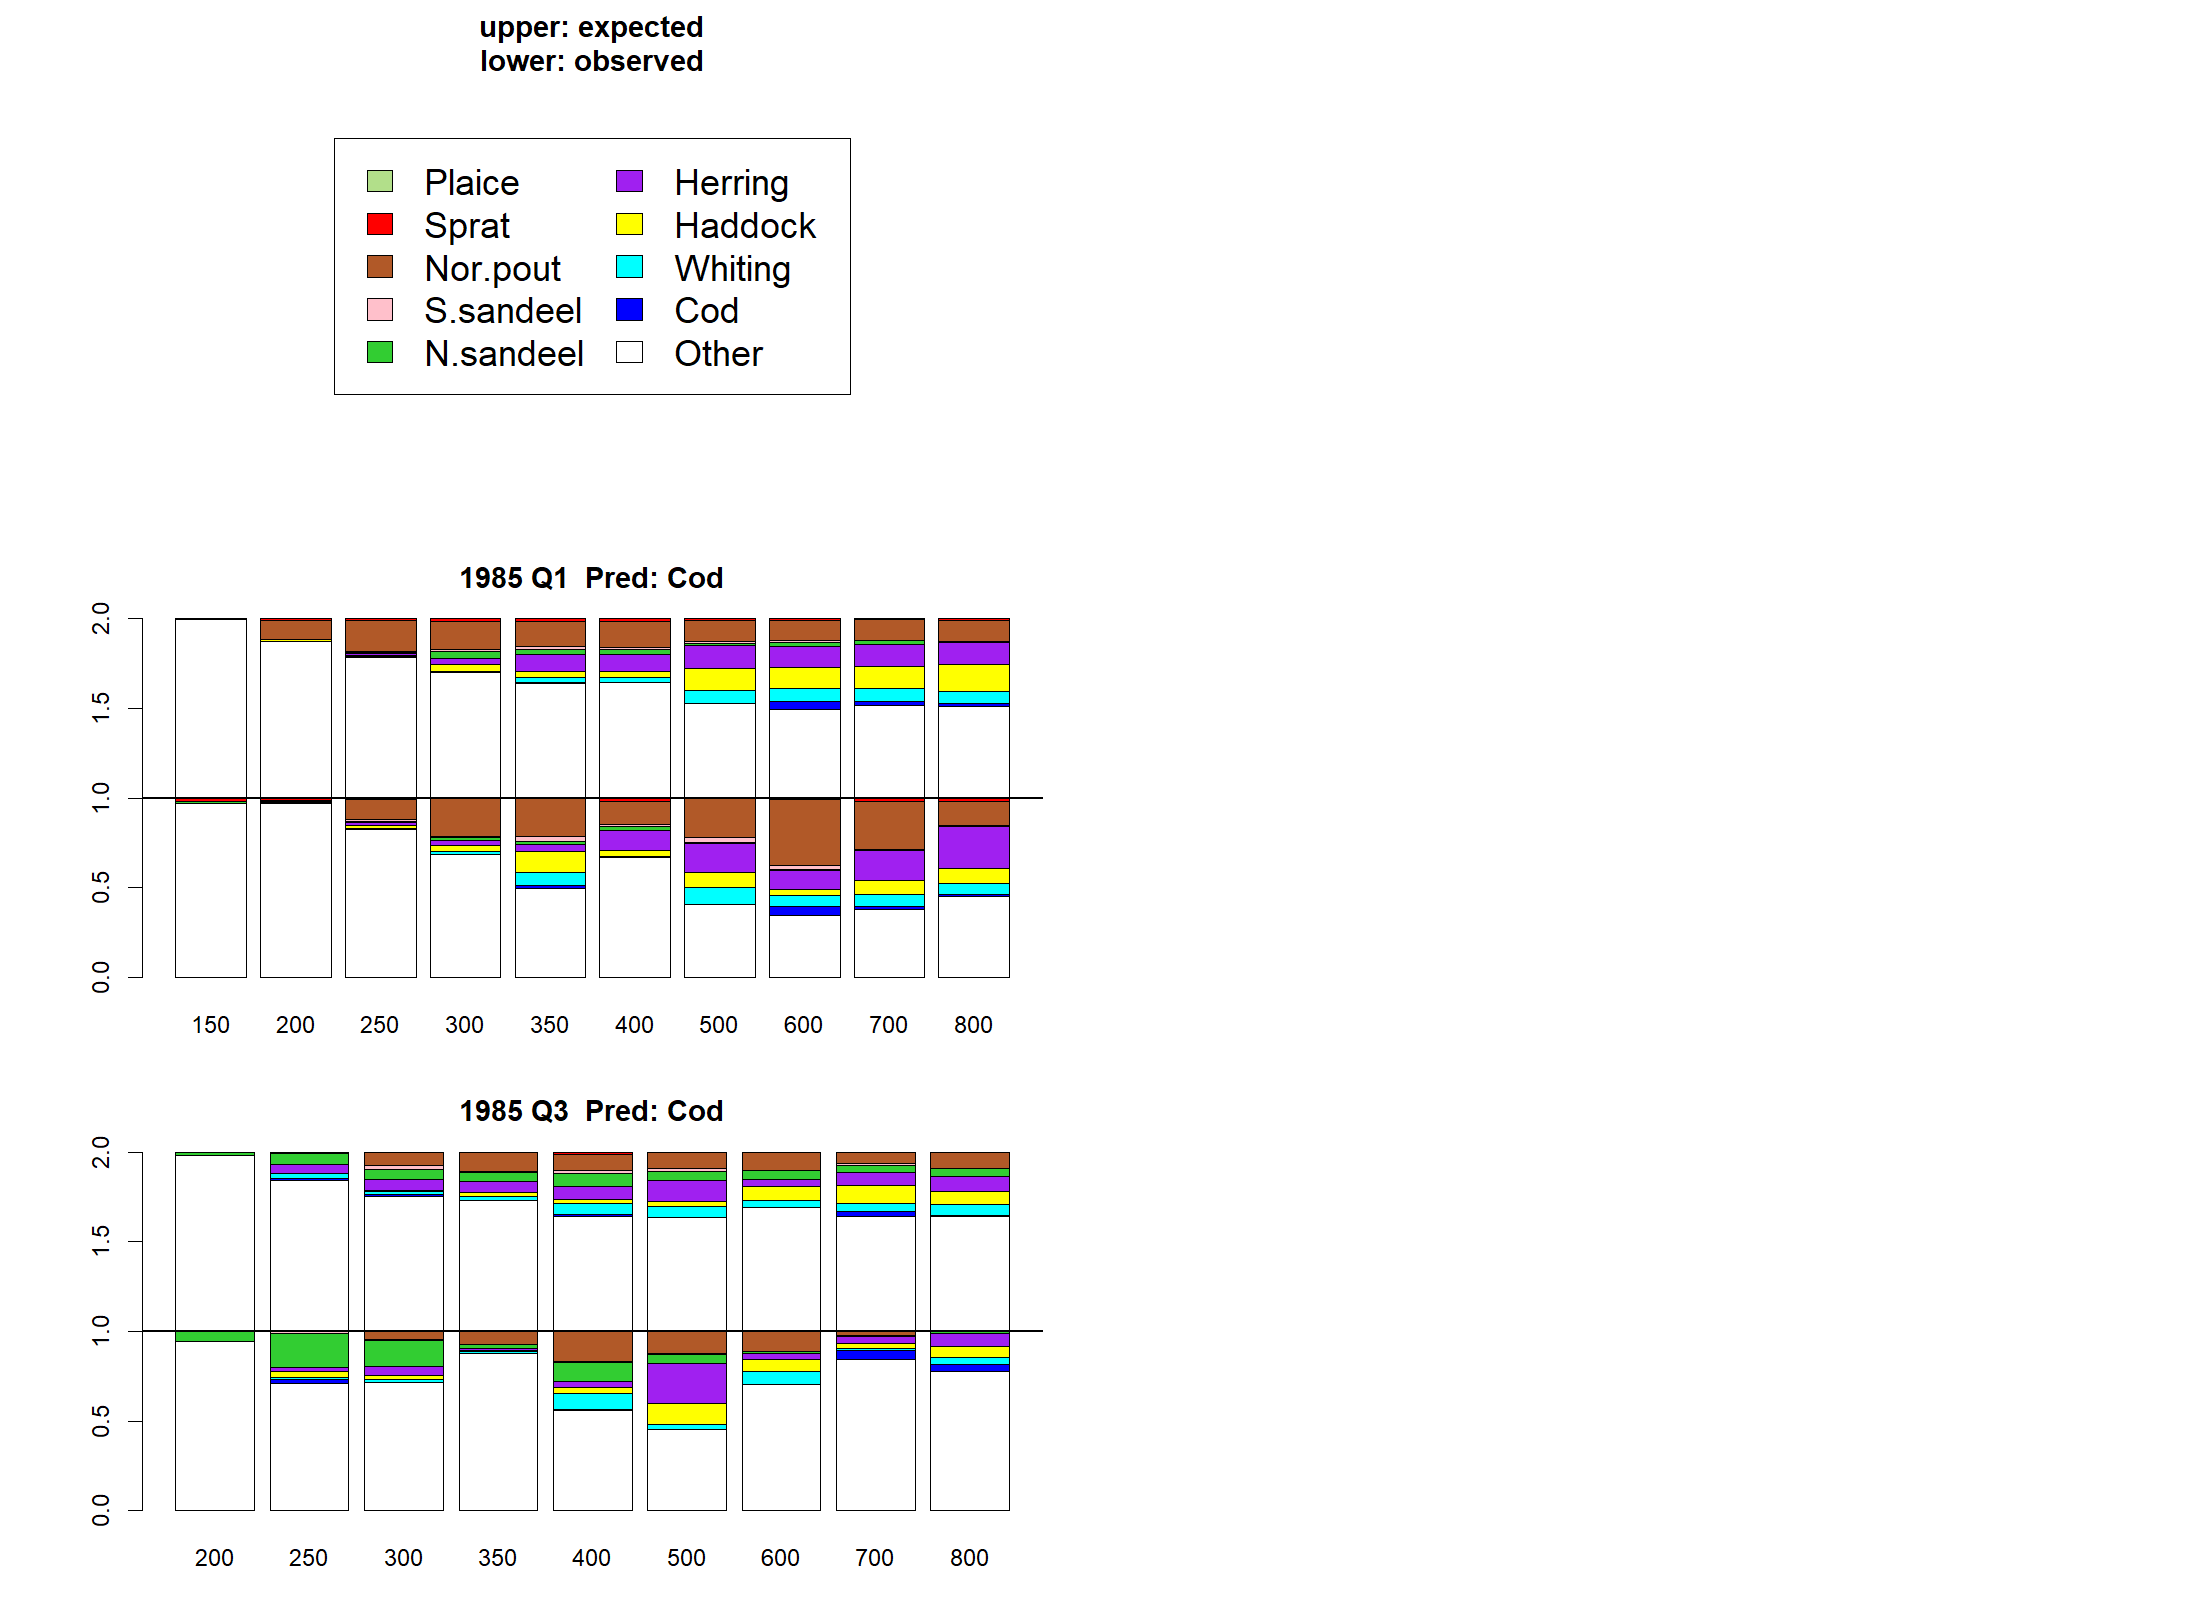 upper: expected
lower: observed
Plaice Herring
Sprat Haddock
Nor.pout Whiting
S.sandeel Cod
N.sandeel Other
1985 Q1 Pred: Cod
2.0
1.5
1.0
0.5
0.0
150 200 250 300 350 400 500 600 700 800
1985 Q3 Pred: Cod
2.0
1.5
1.0
0.5
0.0
200 250 300 350 400 500 600 700 800